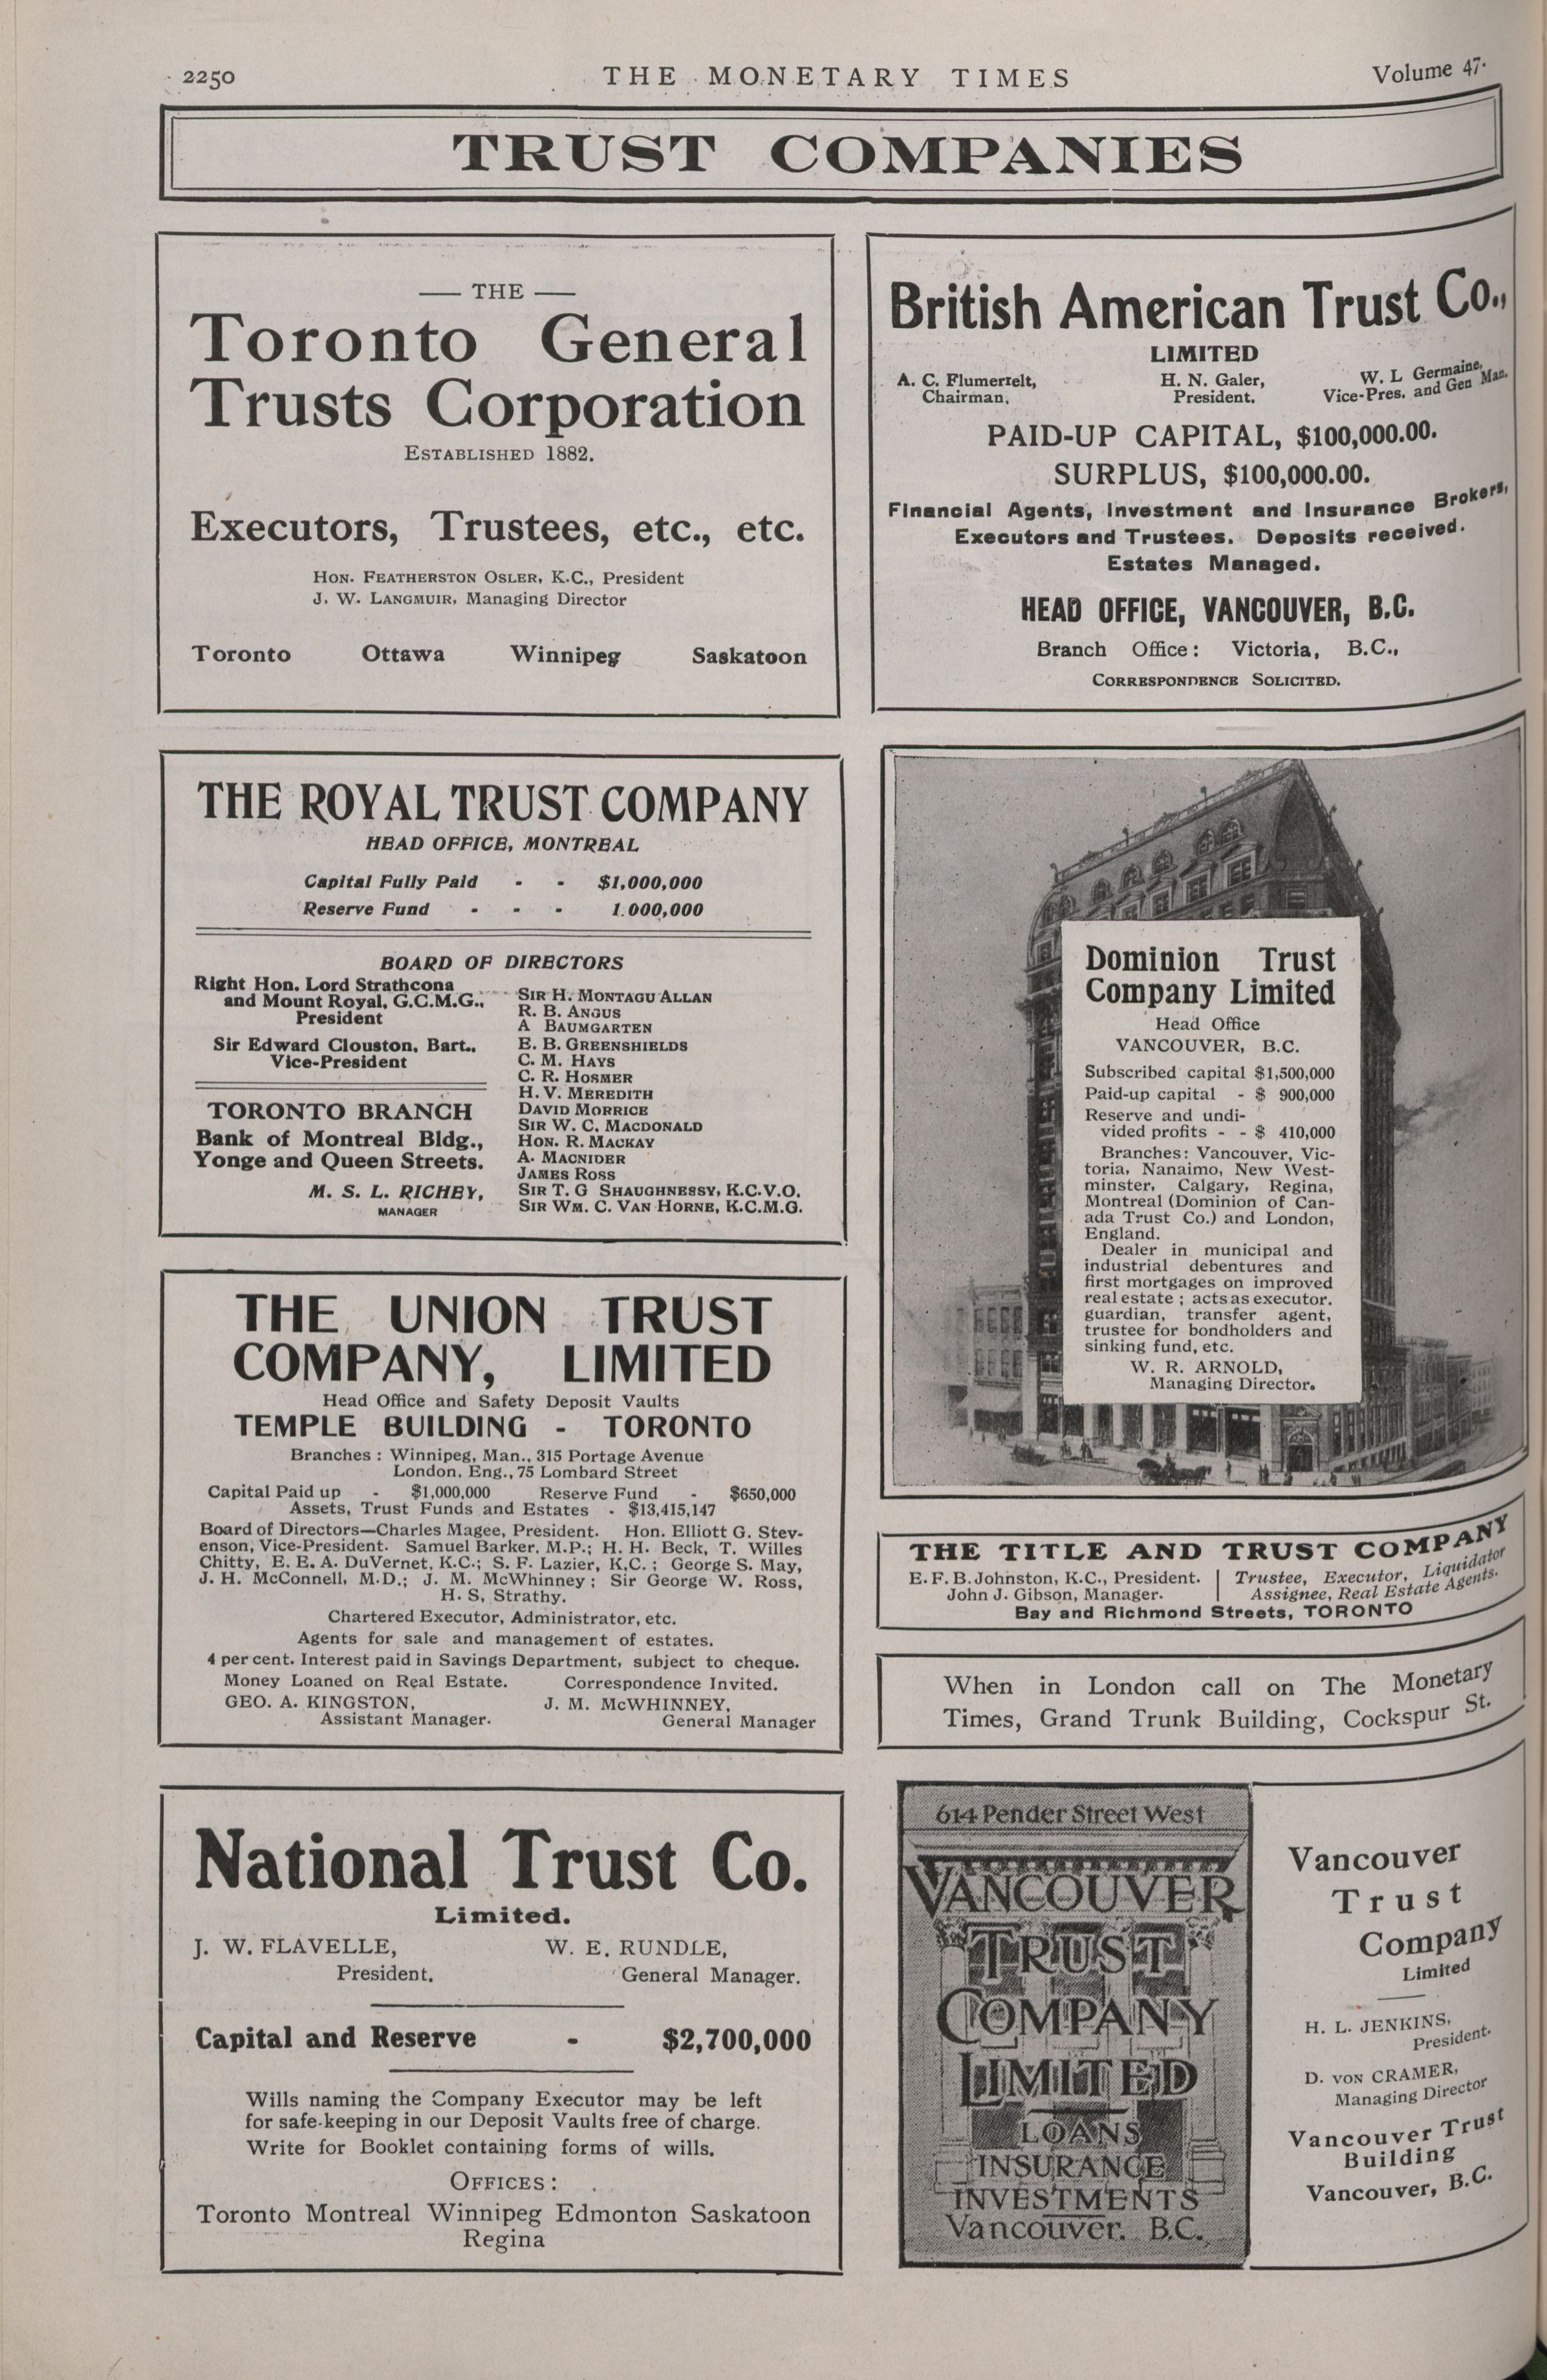 2250
THE MONETARY TIMES
Volume 47.
TRUST COMPANIES
THE
Toronto General
Trusts Corporation
ESTABLISHED 1882.
Executors, Trustees, etc., etc.
HON. FEATHERSTON OSLER, K.C., President
J. W. LANGMUIR, Managing Director
Toronto Ottawa Winnipeg Saskatoon
British American Trust Co.,
LIMITED
A. C. Flumerfelt, H. N. Galer, W. L Germaine,
Chairman. President. Vice-Pres. and Gen Man.
PAID-UP CAPITAL, $100,000.00.
SURPLUS, $100,000.00.
Financial Agents, Investment and Insurance Brokers,
Executors and Trustees. Deposits received.
Estates Managed.
HEAD OFFICE, VANCOUVER, B.C.
Branch Office: Victoria, B.C.,
CORRESPONDENCE SOLICITED.
THE ROYAL TRUST COMPANY
HEAD OFFICE, MONTREAL
Capital Fully Paid - - $1,000,000
Reserve Fund - - - 1.000,000
BOARD OF DIRECTORS
Right Hon. Lord Strathcona
and Mount Royal, G.C.M.G.,
President
Sir Edward Clouston, Bart.,
Vice-President
TORONTO BRANCH
Bank of Montreal Bldg.,
Yonge and Queen Streets.
M. S. L. RICHEY,
MANAGER
SIR H. MONTAGU ALLAN
R. B. ANGUS
A BAUMGARTEN
E. B. GREENSHIELDS
C. M. HAYS
C. R. HOSMER
H. V. MEREDITH
DAVID MORRICE
SIR W. C. MACDONALD
HON. R. MACKAY
A. MACNIDER
JAMES ROSS
SIR T. G SHAUGHNESSY, K.C.V.O.
SIR WM. C. VAN HORNE, K.C.M.G.
Dominion Trust
Company Limited
Head Office
VANCOUVER, B.C.
Subscribed capital $1,500,000
Paid-up capital - $ 900,000
Reserve and undi-
vided profits - - $ 410,000
Branches: Vancouver, Vic-
toria, Nanaimo, New West-
minster, Calgary, Regina,
Montreal (Dominion of Can-
ada Trust Co.) and London,
England.
Dealer in municipal and
industrial debentures and
first mortgages on improved
real estate ; acts as executor.
guardian, transfer agent,
trustee for bondholders and
sinking fund, etc.
W. R. ARNOLD,
Managing Director.
THE UNION TRUST
COMPANY, LIMITED
Head Office and Safety Deposit Vaults
TEMPLE BUILDING - TORONTO
Branches : Winnipeg, Man., 315 Portage Avenue
London, Eng., 75 Lombard Street
Capital Paid up - $1,000,000 Reserve Fund - $650,000
Assets, Trust Funds and Estates - $13,415,147
Board of Directors—Charles Magee, President. Hon. Elliott G. Stev-
enson, Vice-President. Samuel Barker, M.P.; H. H. Beck, T. Willes
Chitty, E. E. A. DuVernet, K.C.; S. F. Lazier, K.C. ; George S. May,
J. H. McConnell, M.D.; J. M. McWhinney ; Sir George W. Ross,
H. S, Strathy.
Chartered Executor, Administrator, etc.
Agents for sale and management of estates.
4 per cent. Interest paid in Savings Department, subject to cheque.
Money Loaned on Real Estate. Correspondence Invited.
GEO. A. KINGSTON, J. M. McWHINNEY,
Assistant Manager. General Manager
THE TITLE AND TRUST COMPANY
E. F. B. Johnston, K.C., President. Trustee, Executor, Liquidator
John J. Gibson, Manager. Assignee, Real Estate Agents.
Bay and Richmond Streets, TORONTO
When in London call on The Monetary
Times, Grand Trunk Building, Cockspur St.
National Trust Co.
Limited.
J. W. FLAVELLE, W. E. RUNDLE,
President. General Manager.
Capital and Reserve - $2,700,000
Wills naming the Company Executor may be left
for safe-keeping in our Deposit Vaults free of charge.
Write for Booklet containing forms of wills.
OFFICES:
Toronto Montreal Winnipeg Edmonton Saskatoon
Regina
614 Pender Street West
VANCOUVER
TRUST
COMPANY
LIMITED
LOANS
INSURANCE
INVESTMENTS
Vancouver. B.C.
Vancouver
Trust
Company
Limited
H. L. JENKINS,
President.
D. VON CRAMER,
Managing Director
Vancouver Trust
Building
Vancouver, B.C.